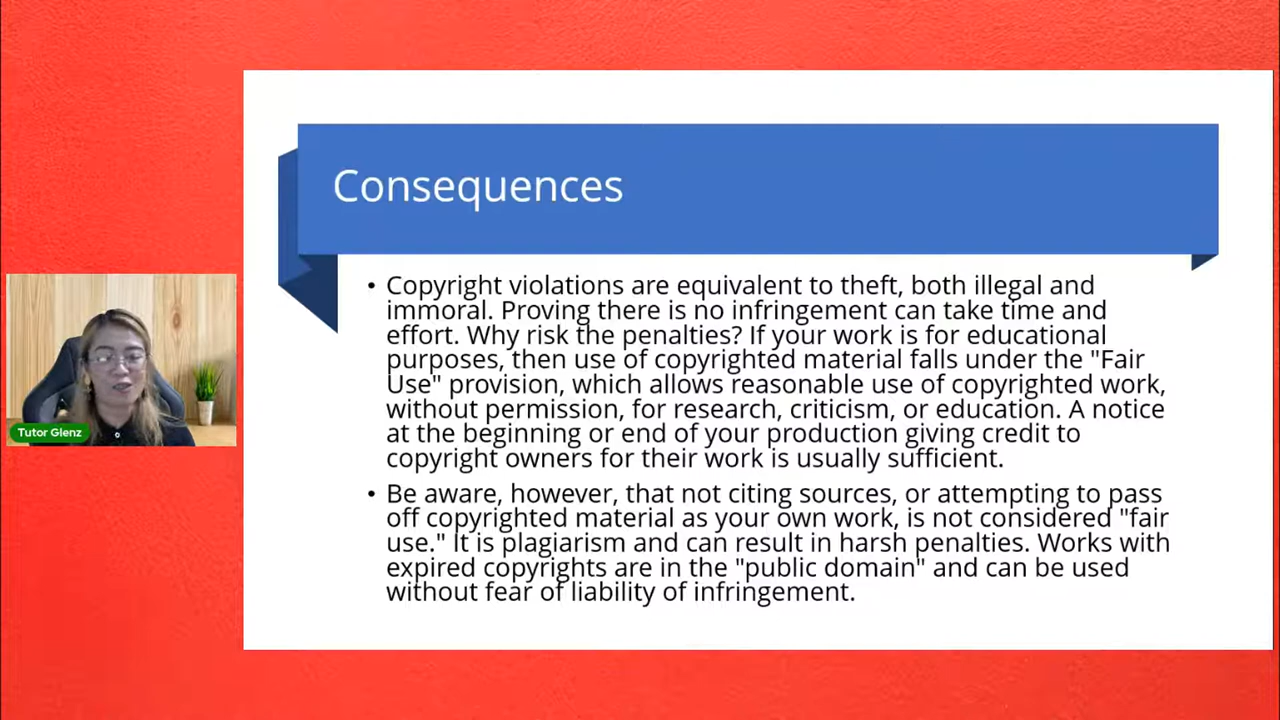 Consequences
• Copyright violations are equivalent to theft, both illegal and
immoral. Proving there is no infringement can take time and
effort. Why risk the penalties? If your work is for educational
purposes, then use of copyrighted material falls under the "Fair
Use" provision, which allows reasonable use of copyrighted work,
without permission, for research, criticism, or education. A notice
at the beginning or end of your production giving credit to
copyright owners for their work is usually sufficient.
• Be aware, however, that not citing sources, or attempting to pass
off copyrighted material as your own work, is not considered "fair
use." It is plagiarism and can result in harsh penalties. Works with
expired copyrights are in the "public domain" and can be used
without fear of liability of infringement.
Tutor Glenz